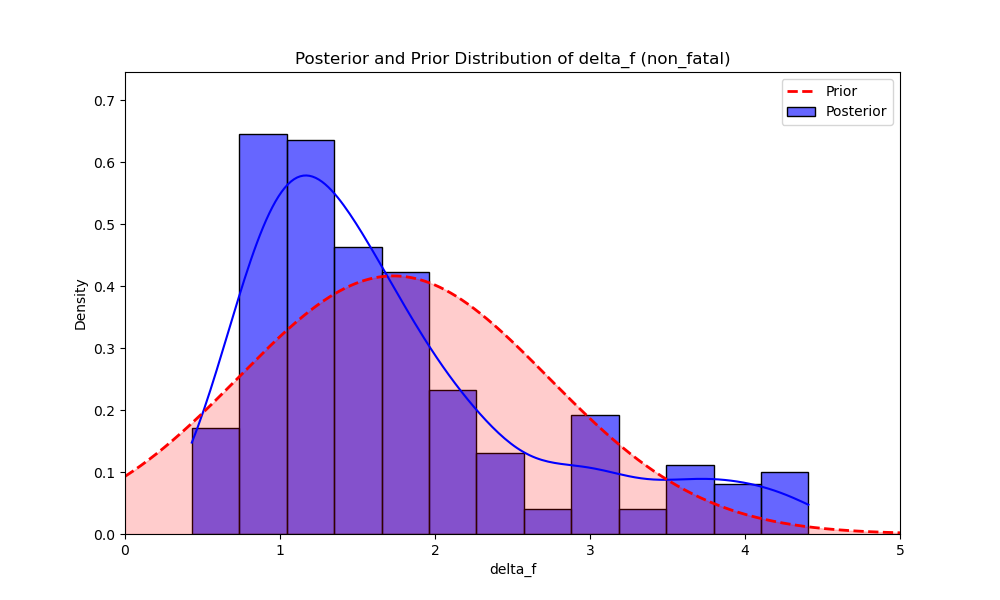 Posterior and Prior Distribution of delta_f (non_fatal)
Prior
Posterior
Density
0.7
0.6
0.5
0.4
0.3
0.2
0.1
0.0
0 1 2 3 4 5
delta_f